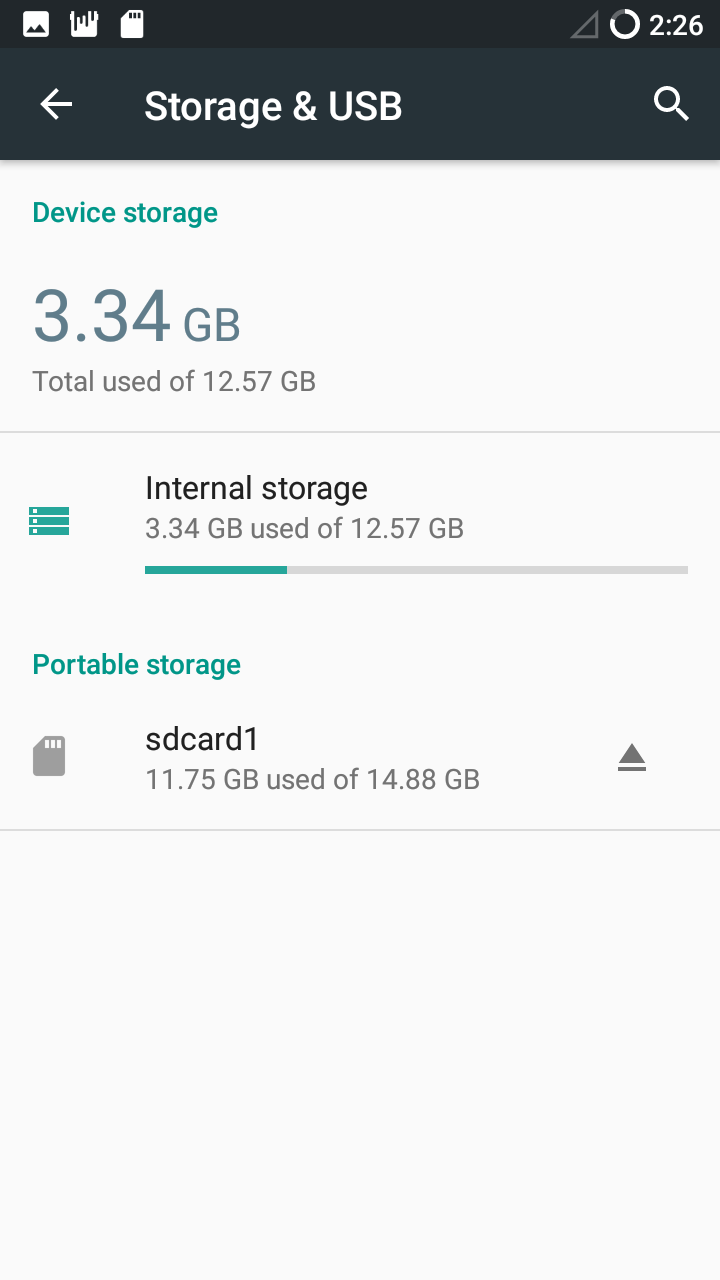 2:26
Storage & USB
Device storage
3.34 GB
Total used of 12.57 GB
Internal storage
3.34 GB used of 12.57 GB
Portable storage
sdcard1
11.75 GB used of 14.88 GB